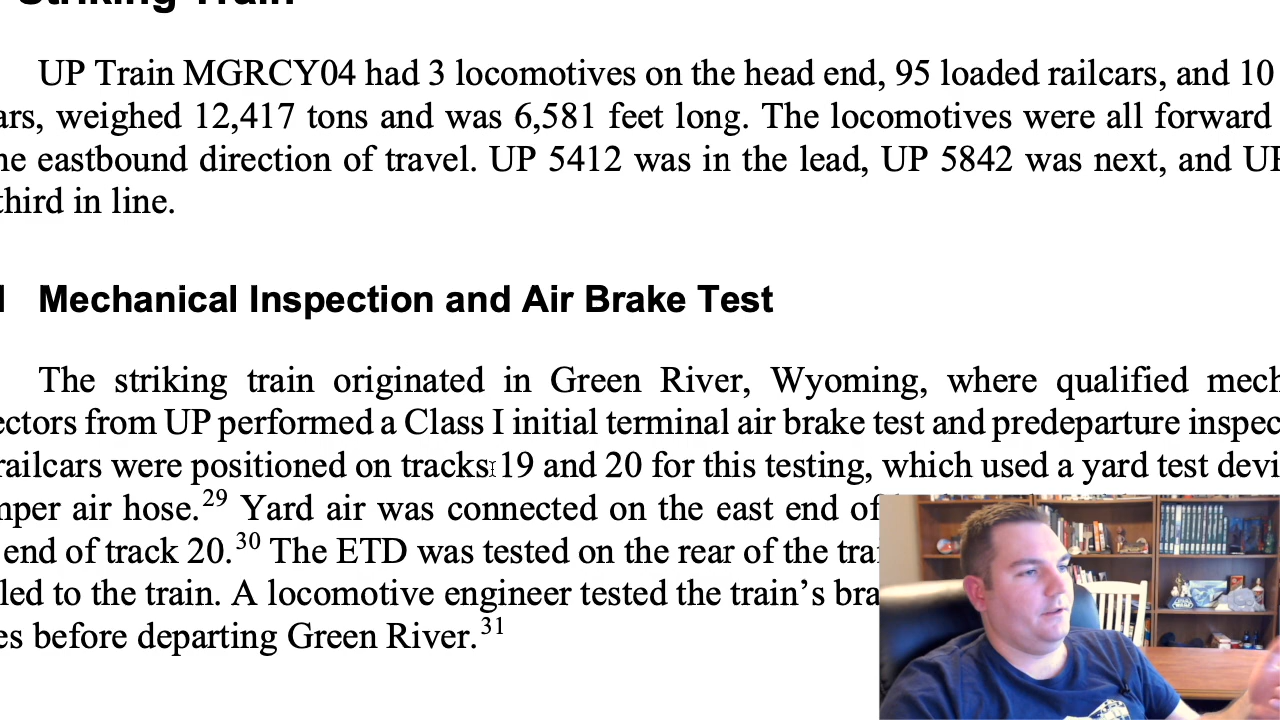 Striking Train
UP Train MGRCY04 had 3 locomotives on the head end, 95 loaded railcars, and 10
ars, weighed 12,417 tons and was 6,581 feet long. The locomotives were all forward
he eastbound direction of travel. UP 5412 was in the lead, UP 5842 was next, and UP
third in line.
Mechanical Inspection and Air Brake Test
The striking train originated in Green River, Wyoming, where qualified mech
ectors from UP performed a Class I initial terminal air brake test and predeparture inspec
railcars were positioned on tracks 19 and 20 for this testing, which used a yard test devi
mper air hose.29 Yard air was connected on the east end of
end of track 20.30 The ETD was tested on the rear of the trai
led to the train. A locomotive engineer tested the train's bra
es before departing Green River.31